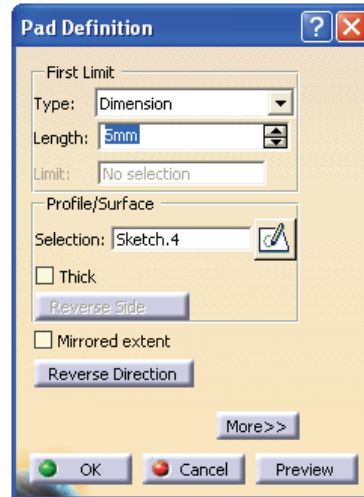 Pad Definition
First Limit
Type: Dimension
Length: 5mm
Limit: No selection
Profile/Surface
Selection: Sketch.4
Thick
Reverse Side
Mirrored extent
Reverse Direction
More>>
OK Cancel Preview